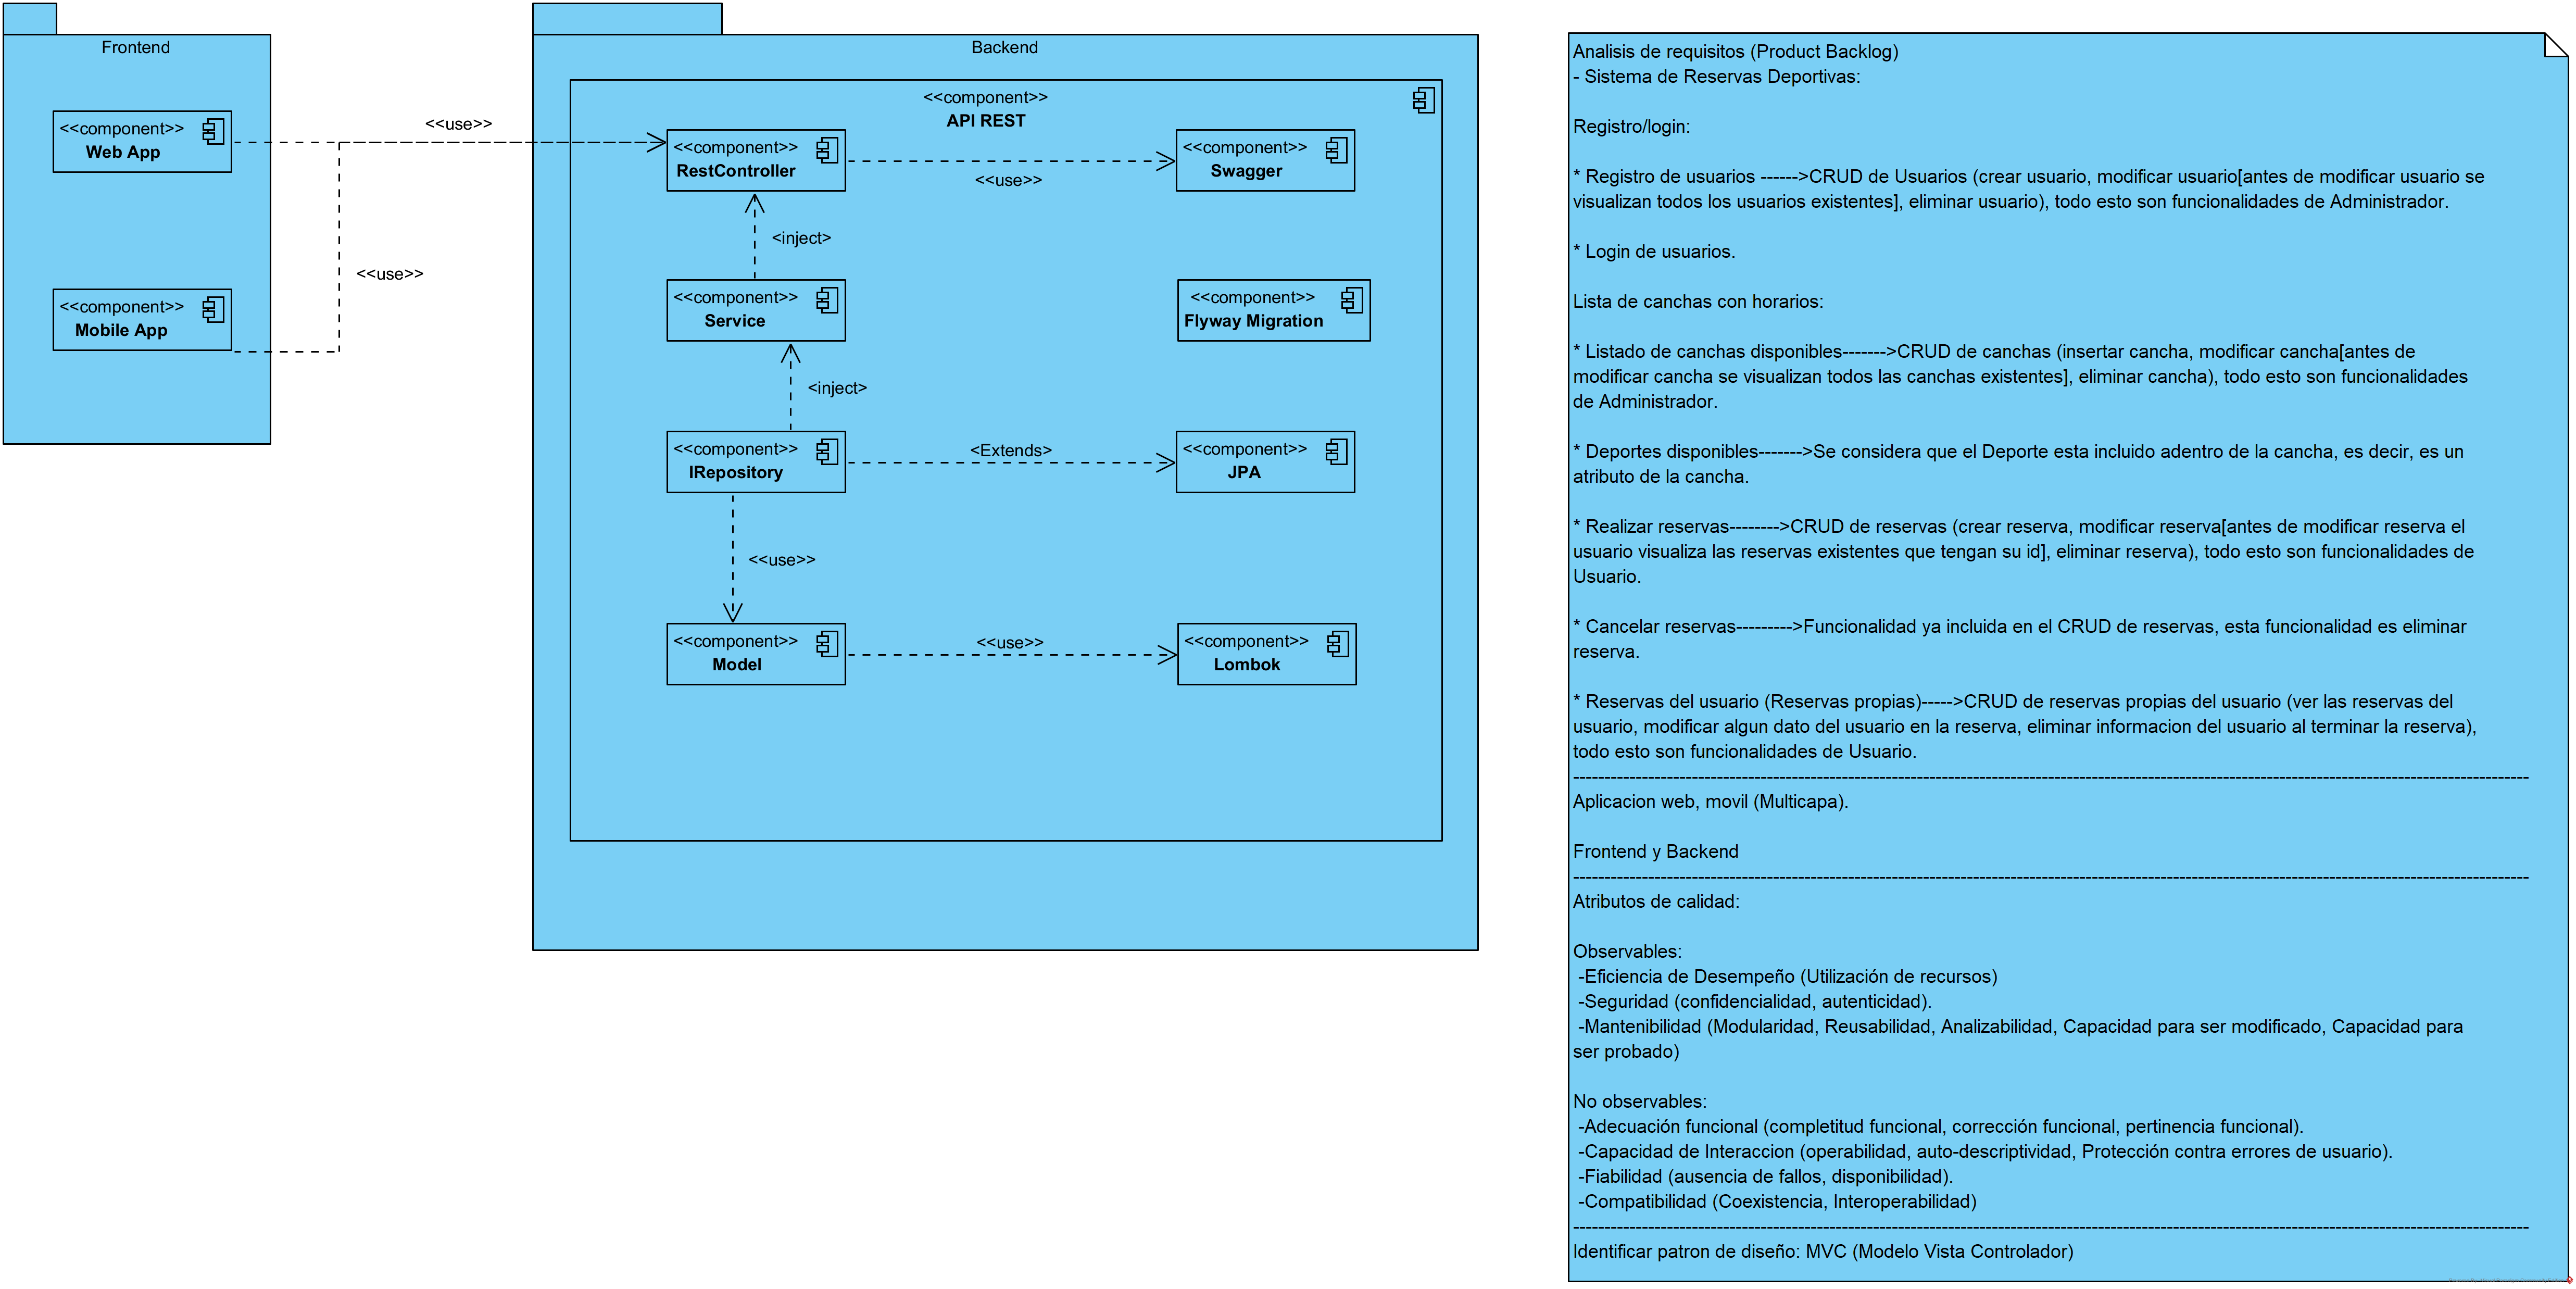 Frontend
<<component>>
Web App
<<component>>
Mobile App
<<use>>
<<use>>
Backend
<<component>>
API REST
<<component>>
RestController
<<use>>
<<component>>
Swagger
<inject>
<<component>>
Service
<<component>>
Flyway Migration
<inject>
<<component>>
IRepository
<Extends>
<<component>>
JPA
<<use>>
<<component>>
Model
<<use>>
<<component>>
Lombok
Analisis de requisitos (Product Backlog)
- Sistema de Reservas Deportivas:
Registro/login:
* Registro de usuarios ------>CRUD de Usuarios (crear usuario, modificar usuario[antes de modificar usuario se
visualizan todos los usuarios existentes], eliminar usuario), todo esto son funcionalidades de Administrador.
* Login de usuarios.
Lista de canchas con horarios:
* Listado de canchas disponibles------->CRUD de canchas (insertar cancha, modificar cancha[antes de
modificar cancha se visualizan todos las canchas existentes], eliminar cancha), todo esto son funcionalidades
de Administrador.
* Deportes disponibles------->Se considera que el Deporte esta incluido adentro de la cancha, es decir, es un
atributo de la cancha.
* Realizar reservas-------->CRUD de reservas (crear reserva, modificar reserva[antes de modificar reserva el
usuario visualiza las reservas existentes que tengan su id], eliminar reserva), todo esto son funcionalidades de
Usuario.
* Cancelar reservas--------->Funcionalidad ya incluida en el CRUD de reservas, esta funcionalidad es eliminar
reserva.
* Reservas del usuario (Reservas propias)----->CRUD de reservas propias del usuario (ver las reservas del
usuario, modificar algun dato del usuario en la reserva, eliminar informacion del usuario al terminar la reserva),
todo esto son funcionalidades de Usuario.
Aplicacion web, movil (Multicapa).
Frontend y Backend
Atributos de calidad:
Observables:
-Eficiencia de Desempeño (Utilización de recursos)
-Seguridad (confidencialidad, autenticidad).
-Mantenibilidad (Modularidad, Reusabilidad, Analizabilidad, Capacidad para ser modificado, Capacidad para
ser probado)
No observables:
-Adecuación funcional (completitud funcional, corrección funcional, pertinencia funcional).
-Capacidad de Interaccion (operabilidad, auto-descriptividad, Protección contra errores de usuario).
-Fiabilidad (ausencia de fallos, disponibilidad).
-Compatibilidad (Coexistencia, Interoperabilidad)
Identificar patron de diseño: MVC (Modelo Vista Controlador)